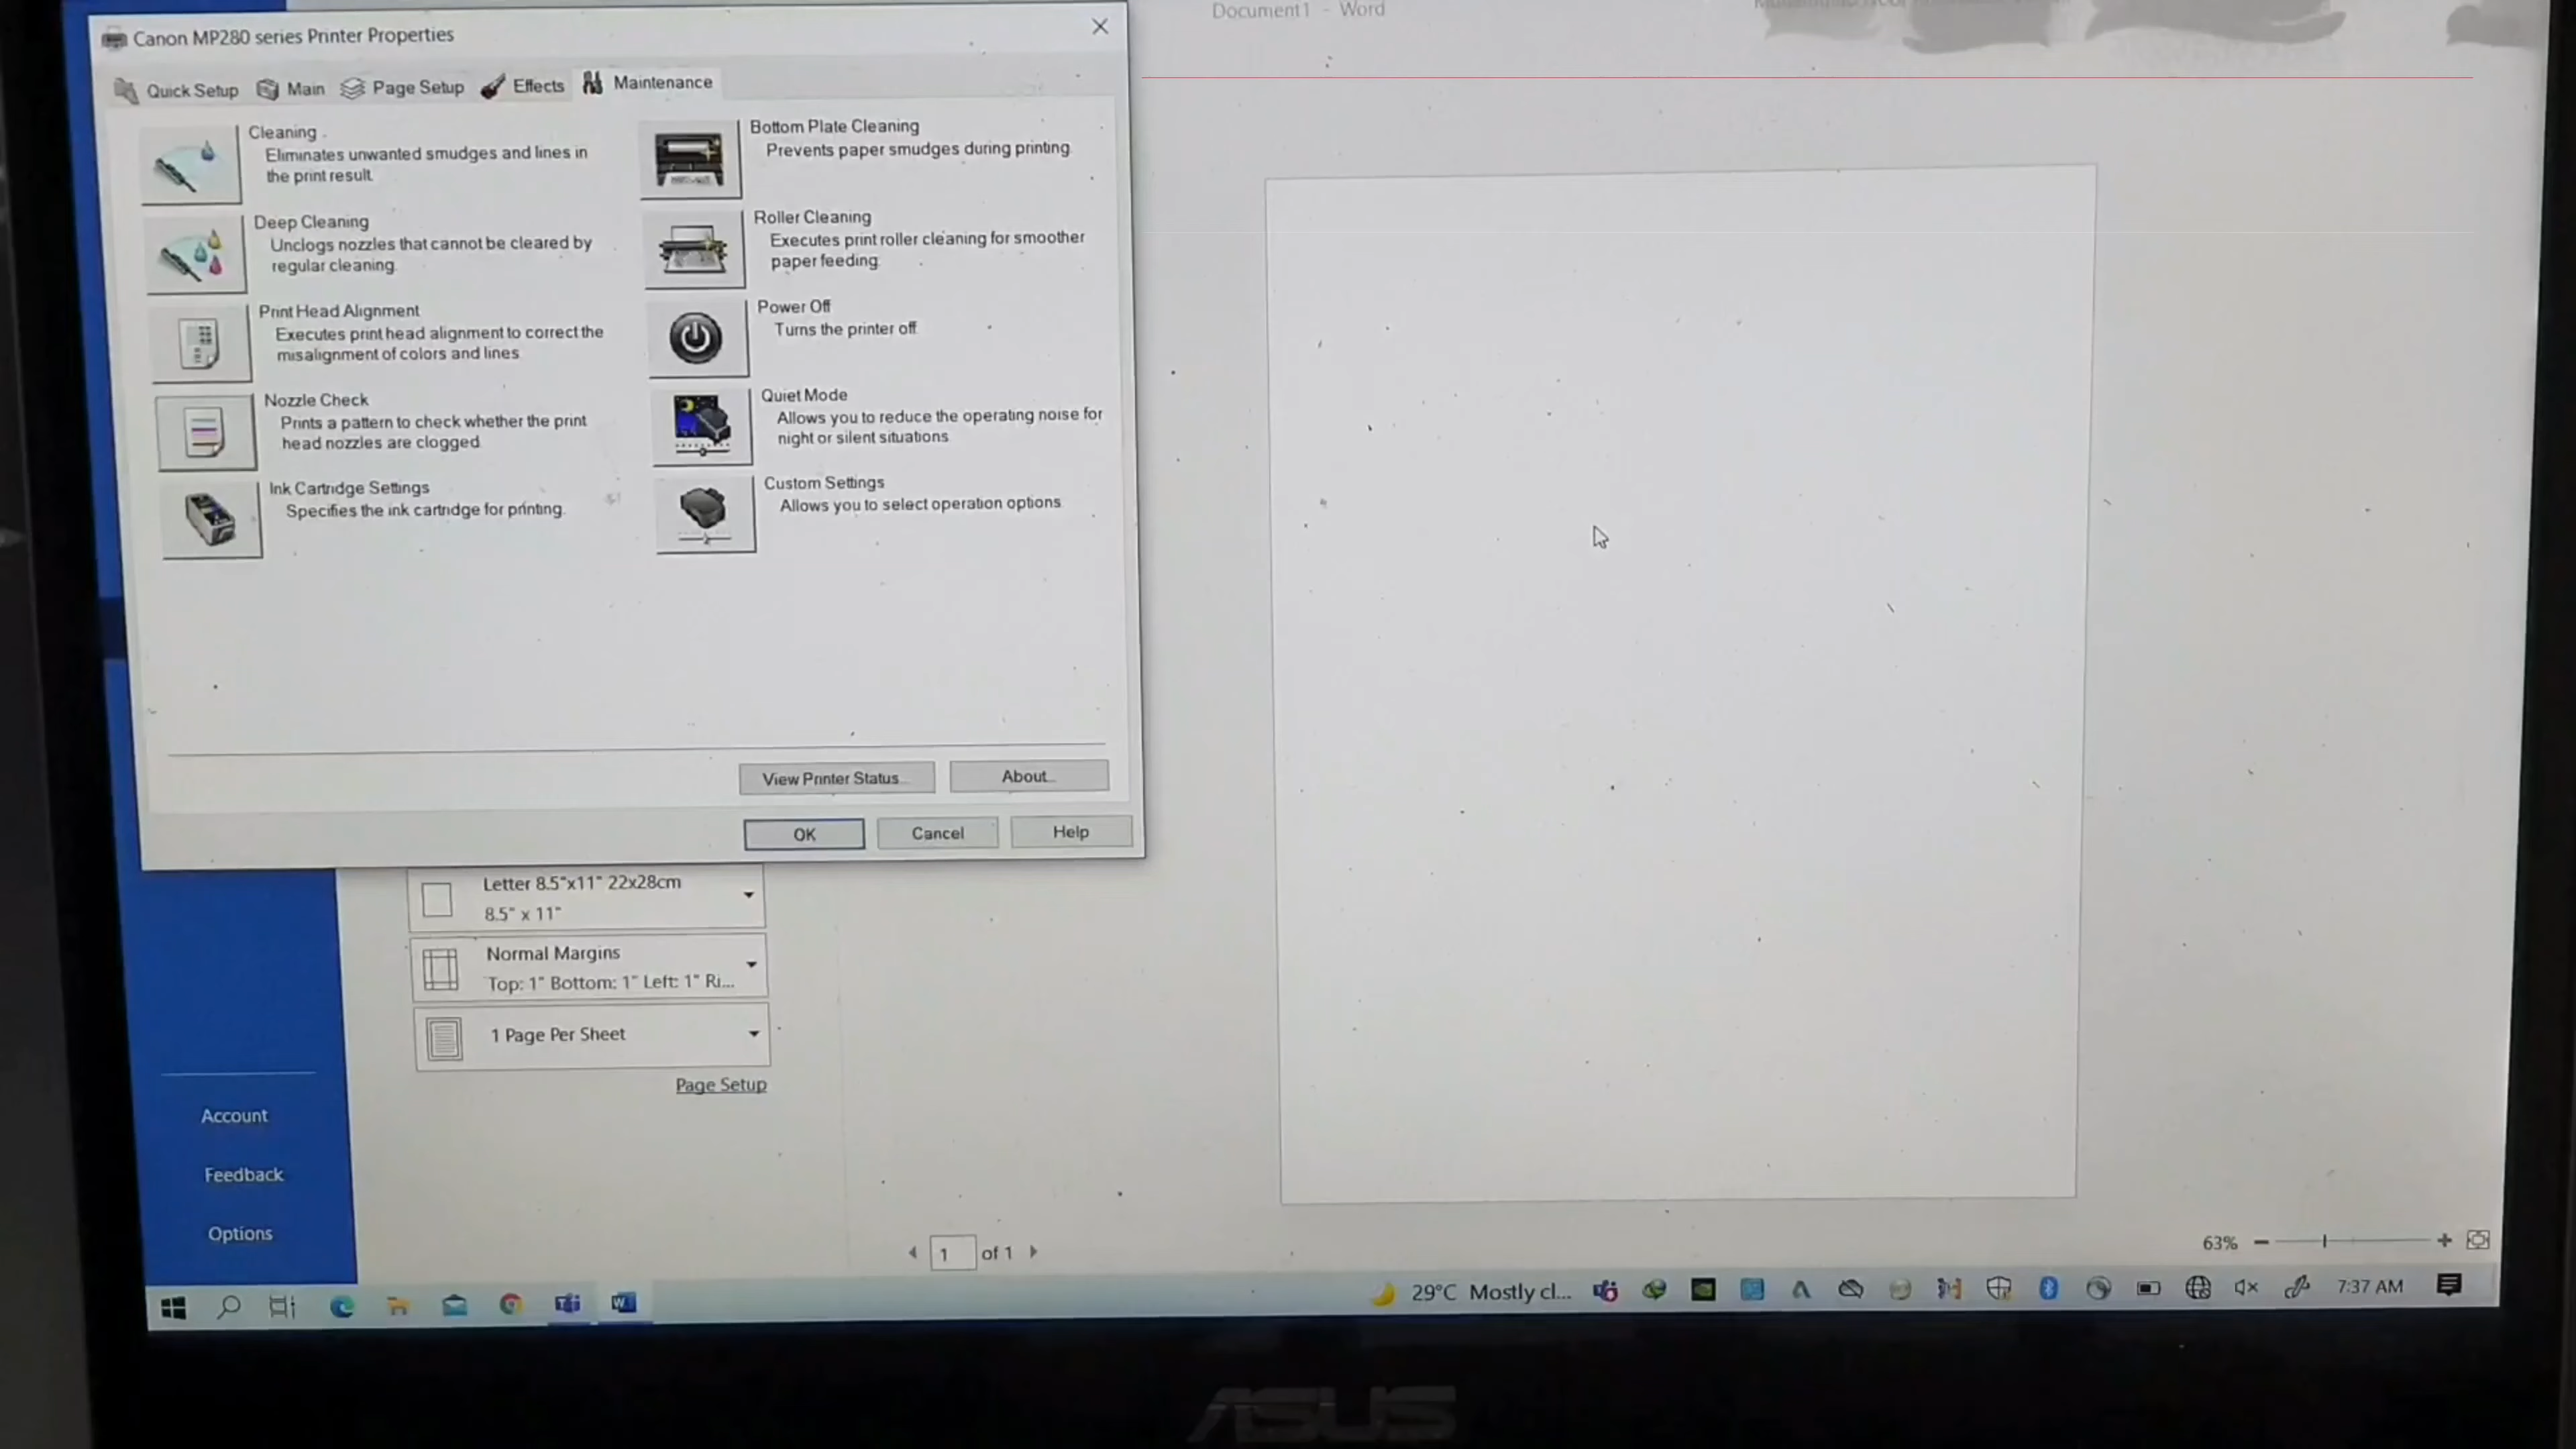 Document1 - Word
Canon MP280 series Printer Properties
Quick Setup Main Page Setup Effects Maintenance
Cleaning
Eliminates unwanted smudges and lines in
the print result.
Deep Cleaning
Unclogs nozzles that cannot be cleared by
regular cleaning.
Print Head Alignment
Executes print head alignment to correct the
misalignment of colors and lines
Nozzle Check
Prints a pattern to check whether the print
head nozzles are clogged.
Ink Cartridge Settings
Specifies the ink cartridge for printing.
Bottom Plate Cleaning
Prevents paper smudges during printing.
Roller Cleaning
Executes print roller cleaning for smoother
paper feeding.
Power Off
Turns the printer off.
Quiet Mode
Allows you to reduce the operating noise for
night or silent situations
Custom Settings
Allows you to select operation options.
View Printer Status... About...
OK Cancel Help
Letter 8.5"x11" 22x28cm
8.5" x 11"
Normal Margins
Top: 1" Bottom: 1" Left: 1" Ri...
1 Page Per Sheet
Page Setup
Account
Feedback
Options
1 of 1
63%
29°C Mostly cl... 7:37 AM
ASUS